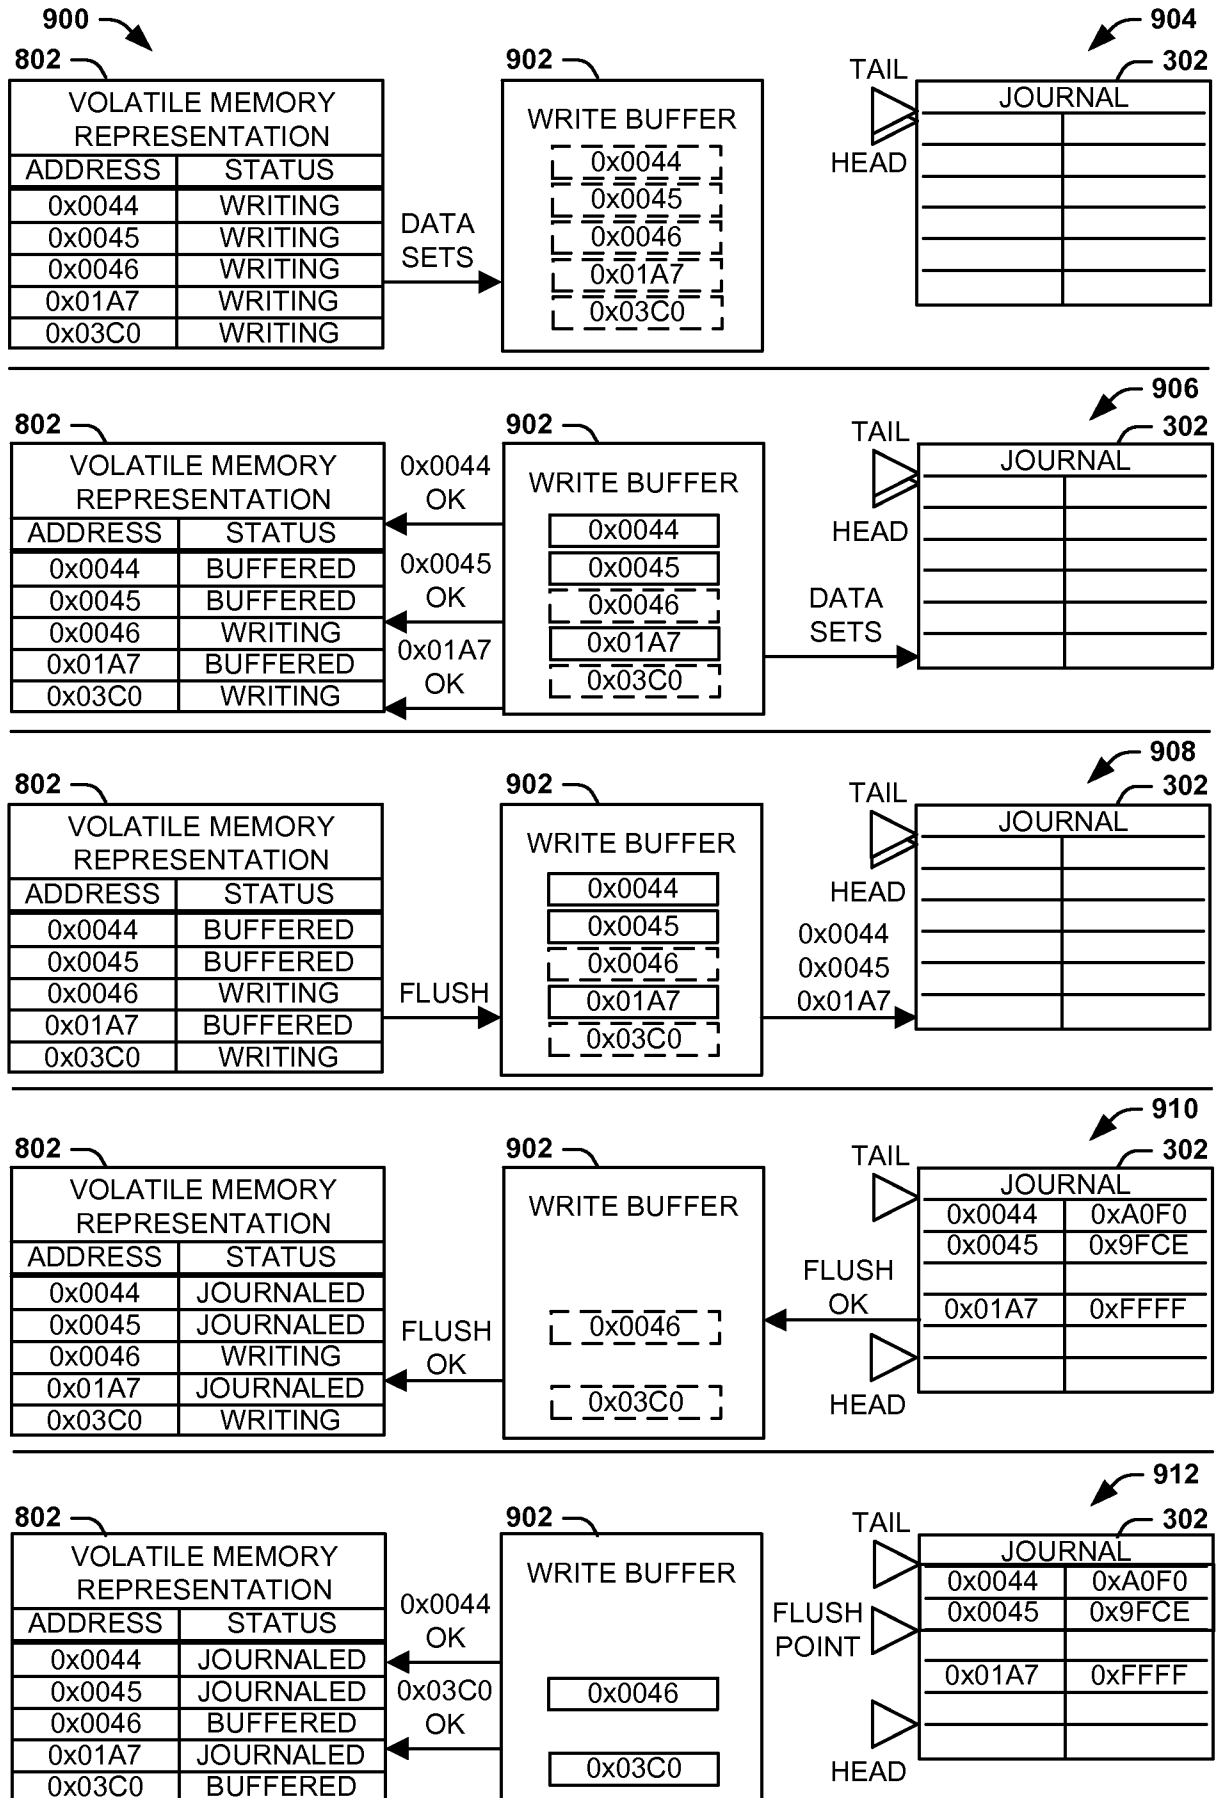 900
904
802
902
302
VOLATILE MEMORY
REPRESENTATION
ADDRESS STATUS
0x0044 WRITING
0x0045 WRITING
0x0046 WRITING
0x01A7 WRITING
0x03C0 WRITING
DATA
SETS
WRITE BUFFER
0x0044
0x0045
0x0046
0x01A7
0x03C0
TAIL
HEAD
JOURNAL
906
802
902
302
VOLATILE MEMORY
REPRESENTATION
ADDRESS STATUS
0x0044 BUFFERED
0x0045 BUFFERED
0x0046 WRITING
0x01A7 BUFFERED
0x03C0 WRITING
0x0044
OK
0x0045
OK
0x01A7
OK
WRITE BUFFER
0x0044
0x0045
0x0046
0x01A7
0x03C0
DATA
SETS
TAIL
HEAD
JOURNAL
908
802
902
302
VOLATILE MEMORY
REPRESENTATION
ADDRESS STATUS
0x0044 BUFFERED
0x0045 BUFFERED
0x0046 WRITING
0x01A7 BUFFERED
0x03C0 WRITING
FLUSH
WRITE BUFFER
0x0044
0x0045
0x0046
0x01A7
0x03C0
TAIL
HEAD
0x0044
0x0045
0x01A7
JOURNAL
910
802
902
302
VOLATILE MEMORY
REPRESENTATION
ADDRESS STATUS
0x0044 JOURNALED
0x0045 JOURNALED
0x0046 WRITING
0x01A7 JOURNALED
0x03C0 WRITING
FLUSH
OK
WRITE BUFFER
0x0046
0x03C0
FLUSH
OK
TAIL
HEAD
JOURNAL
0x0044 0xA0F0
0x0045 0x9FCE
0x01A7 0xFFFF
912
802
902
302
VOLATILE MEMORY
REPRESENTATION
ADDRESS STATUS
0x0044 JOURNALED
0x0045 JOURNALED
0x0046 BUFFERED
0x01A7 JOURNALED
0x03C0 BUFFERED
0x0044
OK
0x03C0
OK
WRITE BUFFER
0x0046
0x03C0
TAIL
FLUSH
POINT
HEAD
JOURNAL
0x0044 0xA0F0
0x0045 0x9FCE
0x01A7 0xFFFF